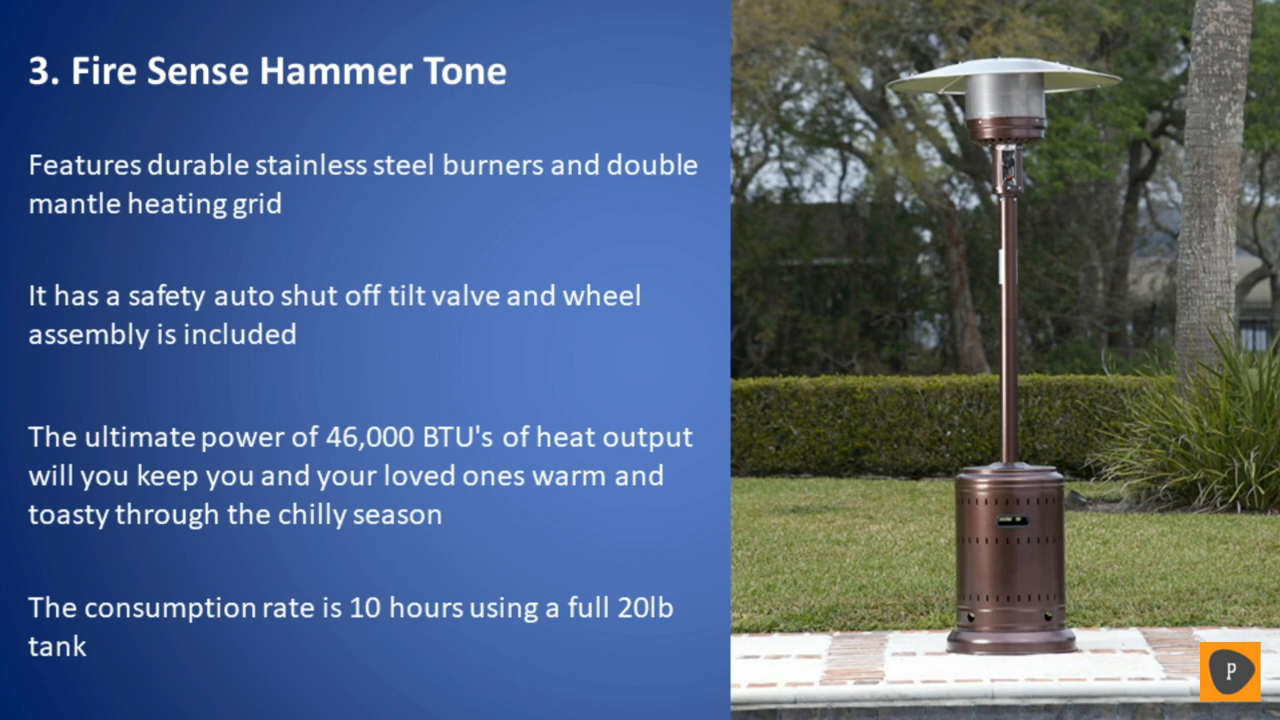 3. Fire Sense Hammer Tone
Features durable stainless steel burners and double
mantle heating grid
It has a safety auto shut off tilt valve and wheel
assembly is included
The ultimate power of 46,000 BTU's of heat output
will you keep you and your loved ones warm and
toasty through the chilly season
The consumption rate is 10 hours using a full 20lb
tank
P